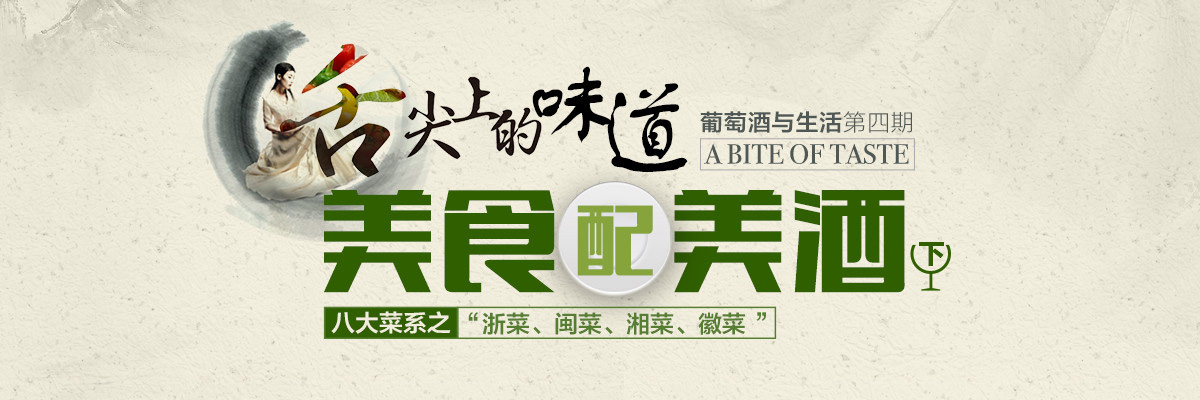 舌尖上的味道
葡萄酒与生活第四期
A BITE OF TASTE
美食配美酒下
八大菜系之“浙菜、闽菜、湘菜、徽菜 ”